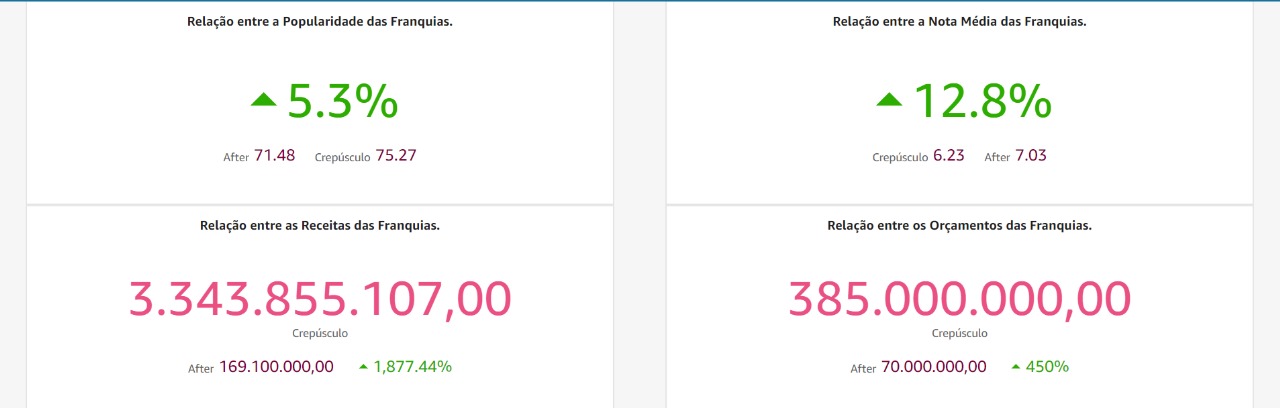 Relação entre a Popularidade das Franquias.
5.3%
After 71.48 Crepúsculo 75.27
Relação entre a Nota Média das Franquias.
12.8%
Crepúsculo 6.23 After 7.03
Relação entre as Receitas das Franquias.
3.343.855.107,00
Crepúsculo
After 169.100.000,00 1,877.44%
Relação entre os Orçamentos das Franquias.
385.000.000,00
Crepúsculo
After 70.000.000,00 450%